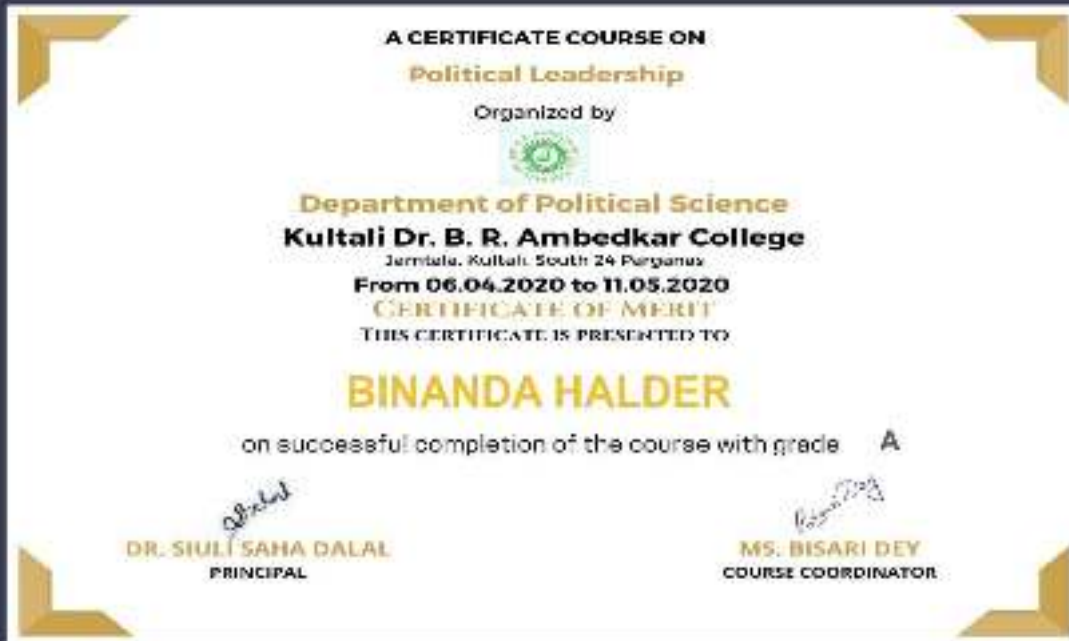 A CERTIFICATE COURSE ON
Political Leadership
Organized by
Department of Political Science
Kultali Dr. B. R. Ambedkar College
Jamtala, Kultali, South 24 Parganas
From 06.04.2020 to 11.05.2020
CERTIFICATE OF MERIT
THIS CERTIFICATE IS PRESENTED TO
BINANDA HALDER
on successful completion of the course with grade A
DR. SIULI SAHA DALAL
PRINCIPAL
MS. BISARI DEY
COURSE COORDINATOR